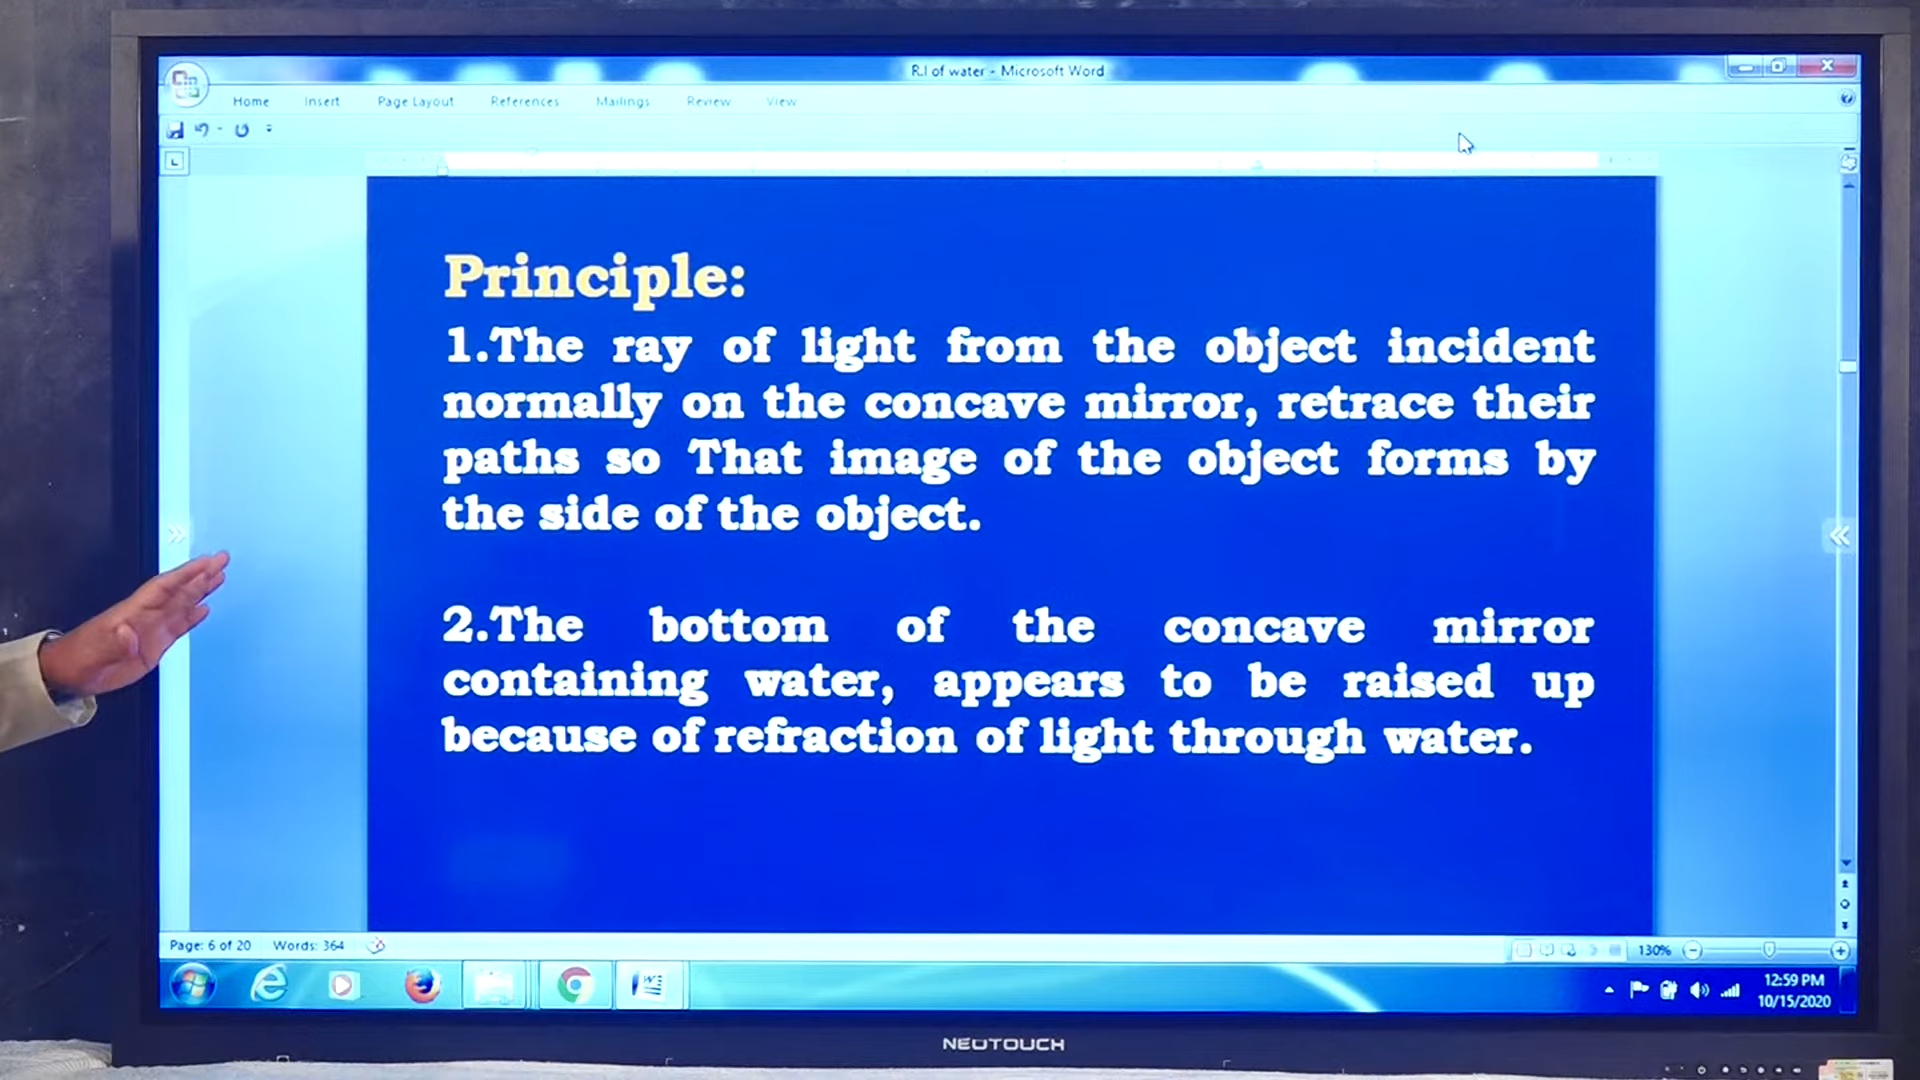 R.I of water - Microsoft Word
Home Insert Page Layout References Mailings Review View
Principle:
1.The ray of light from the object incident
normally on the concave mirror, retrace their
paths so That image of the object forms by
the side of the object.
2.The bottom of the concave mirror
containing water, appears to be raised up
because of refraction of light through water.
Page: 6 of 20 Words: 364
130%
12:59 PM
10/15/2020
NEOTOUCH